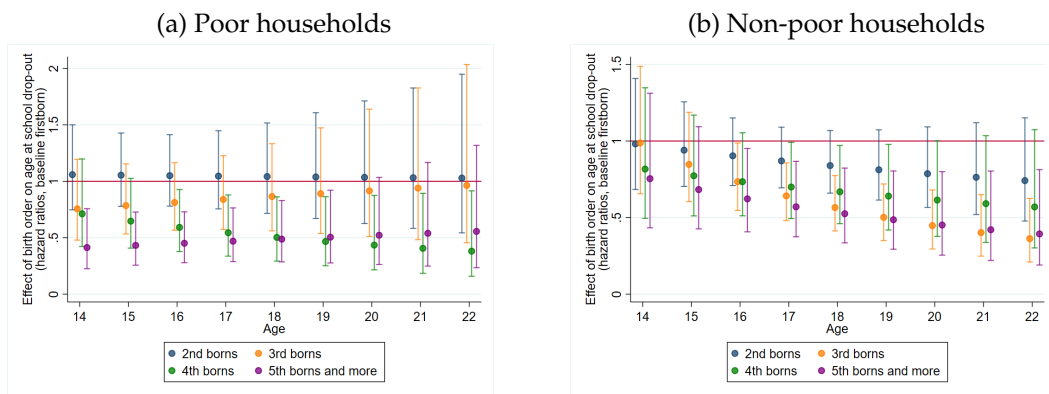 (a) Poor households
Effect of birth order on age at school drop-out
(hazard ratios, baseline firstborn)
2
1.5
1
.5
0
14 15 16 17 18 19 20 21 22
Age
2nd borns 3rd borns
4th borns 5th borns and more
(b) Non-poor households
Effect of birth order on age at school drop-out
(hazard ratios, baseline firstborn)
1.5
1
.5
0
14 15 16 17 18 19 20 21 22
Age
2nd borns 3rd borns
4th borns 5th borns and more